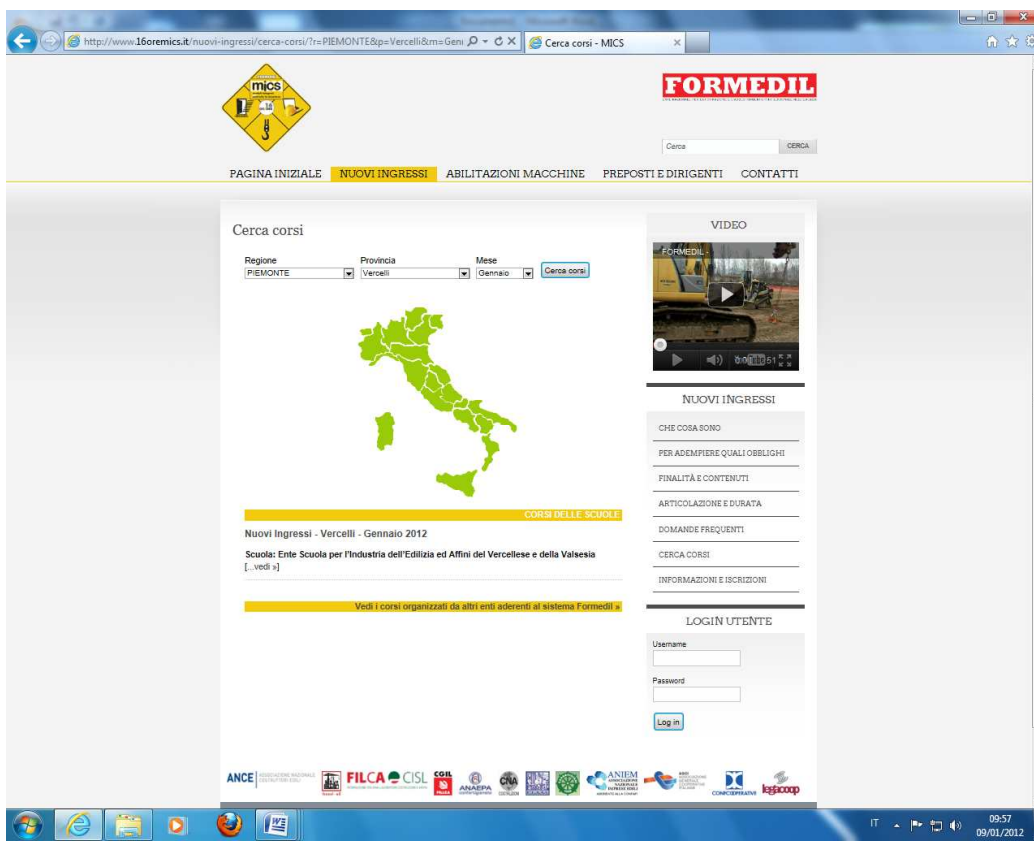 http://www.16oremics.it/nuovi-ingressi/cerca-corsi/?r=PIEMONTE&p=Vercelli&m=Gen
Cerca corsi - MICS
mics
FORMEDIL
Cerca
CERCA
PAGINA INIZIALE NUOVI INGRESSI ABILITAZIONI MACCHINE PREPOSTI E DIRIGENTI CONTATTI
Cerca corsi
Regione Provincia Mese
PIEMONTE Vercelli Gennaio Cerca corsi
CORSI DELLE SCUOLE
Nuovi Ingressi - Vercelli - Gennaio 2012
Scuola: Ente Scuola per l'Industria dell'Edilizia ed Affini del Vercellese e della Valsesia
[...vedi »]
Vedi i corsi organizzati da altri enti aderenti al sistema Formedil »
VIDEO
FORMEDIL -
NUOVI INGRESSI
CHE COSA SONO
PER ADEMPIERE QUALI OBBLIGHI
FINALITÀ E CONTENUTI
ARTICOLAZIONE E DURATA
DOMANDE FREQUENTI
CERCA CORSI
INFORMAZIONI E ISCRIZIONI
LOGIN UTENTE
Username
Password
Log in
ANCE ASSOCIAZIONE NAZIONALE COSTRUTTORI EDILI
FILCA CISL
CGIL
ANAEPA
CNA
ANIEM
CONFCOOPERATIVE
legacoop
IT
09:57
09/01/2012